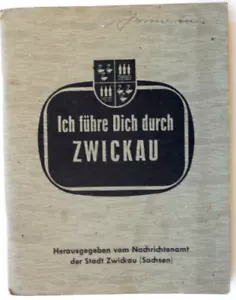 Ich führe Dich durch
ZWICKAU
Herausgegeben vom Nachrichtenamt
der Stadt Zwickau (Sachsen)